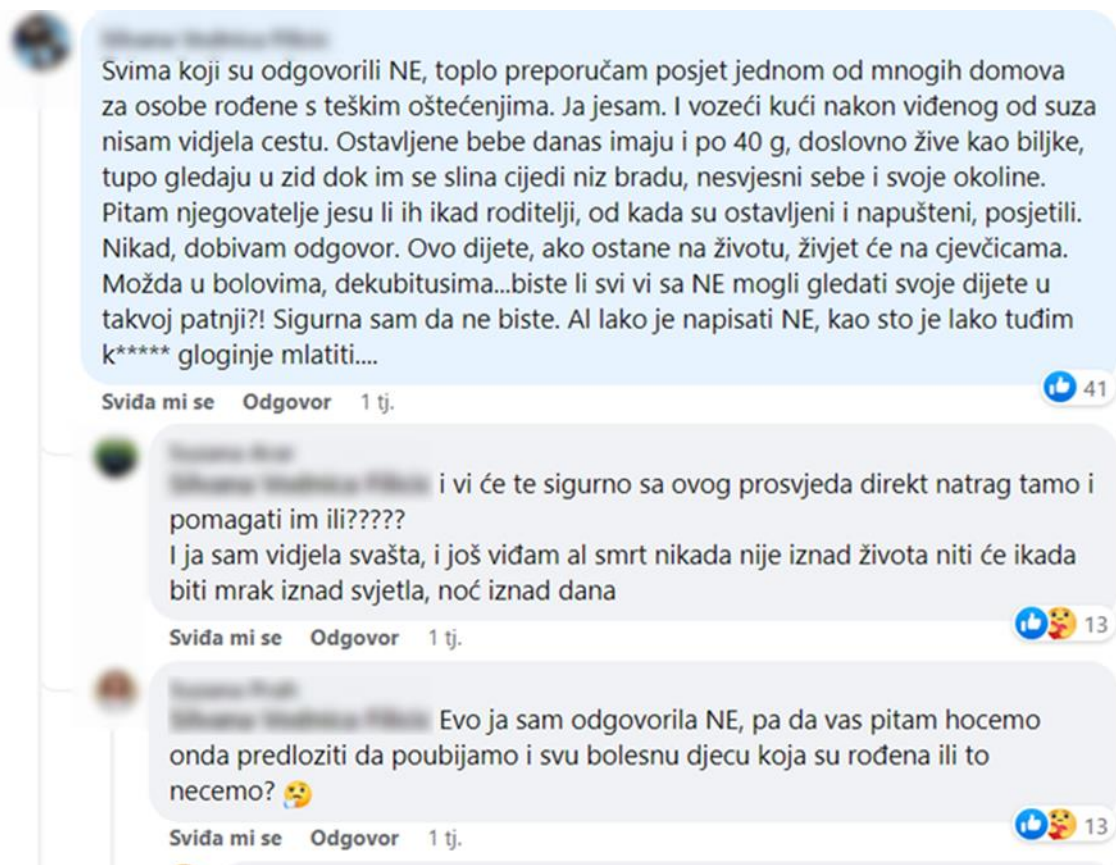 Svima koji su odgovorili NE, toplo preporučam posjet jednom od mnogih domova
za osobe rođene s teškim oštećenjima. Ja jesam. I vozeći kući nakon viđenog od suza
nisam vidjela cestu. Ostavljene bebe danas imaju i po 40 g, doslovno žive kao biljke,
tupo gledaju u zid dok im se slina cijedi niz bradu, nesvjesni sebe i svoje okoline.
Pitam njegovatelje jesu li ih ikad roditelji, od kada su ostavljeni i napušteni, posjetili.
Nikad, dobivam odgovor. Ovo dijete, ako ostane na životu, živjet će na cjevčicama.
Možda u bolovima, dekubitusima...biste li svi vi sa NE mogli gledati svoje dijete u
takvoj patnji?! Sigurna sam da ne biste. Al lako je napisati NE, kao sto je lako tuđim
k***** gloginje mlatiti....
41
Sviđa mi se Odgovor 1 tj.
i vi će te sigurno sa ovog prosvjeda direkt natrag tamo i
pomagati im ili?????
I ja sam vidjela svašta, i još viđam al smrt nikada nije iznad života niti će ikada
biti mrak iznad svjetla, noć iznad dana
13
Sviđa mi se Odgovor 1 tj.
Evo ja sam odgovorila NE, pa da vas pitam hocemo
onda predloziti da poubijamo i svu bolesnu djecu koja su rođena ili to
necemo? 🤔
13
Sviđa mi se Odgovor 1 tj.